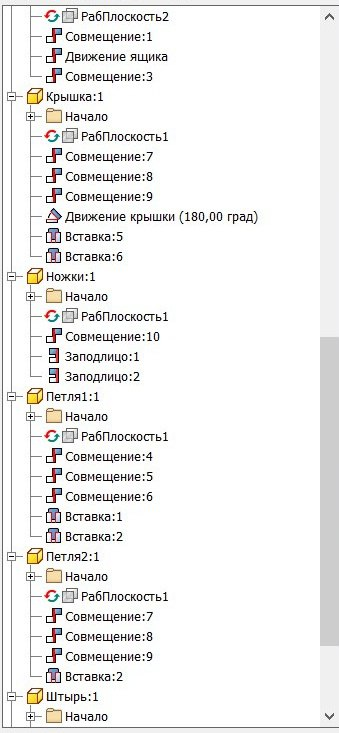 РабПлоскость2
Совмещение:1
Движение ящика
Совмещение:3
Крышка:1
Начало
РабПлоскость1
Совмещение:7
Совмещение:8
Совмещение:9
Движение крышки (180,00 град)
Вставка:5
Вставка:6
Ножки:1
Начало
РабПлоскость1
Совмещение:10
Заподлицо:1
Заподлицо:2
Петля1:1
Начало
РабПлоскость1
Совмещение:4
Совмещение:5
Совмещение:6
Вставка:1
Вставка:2
Петля2:1
Начало
РабПлоскость1
Совмещение:7
Совмещение:8
Совмещение:9
Вставка:2
Штырь:1
Начало